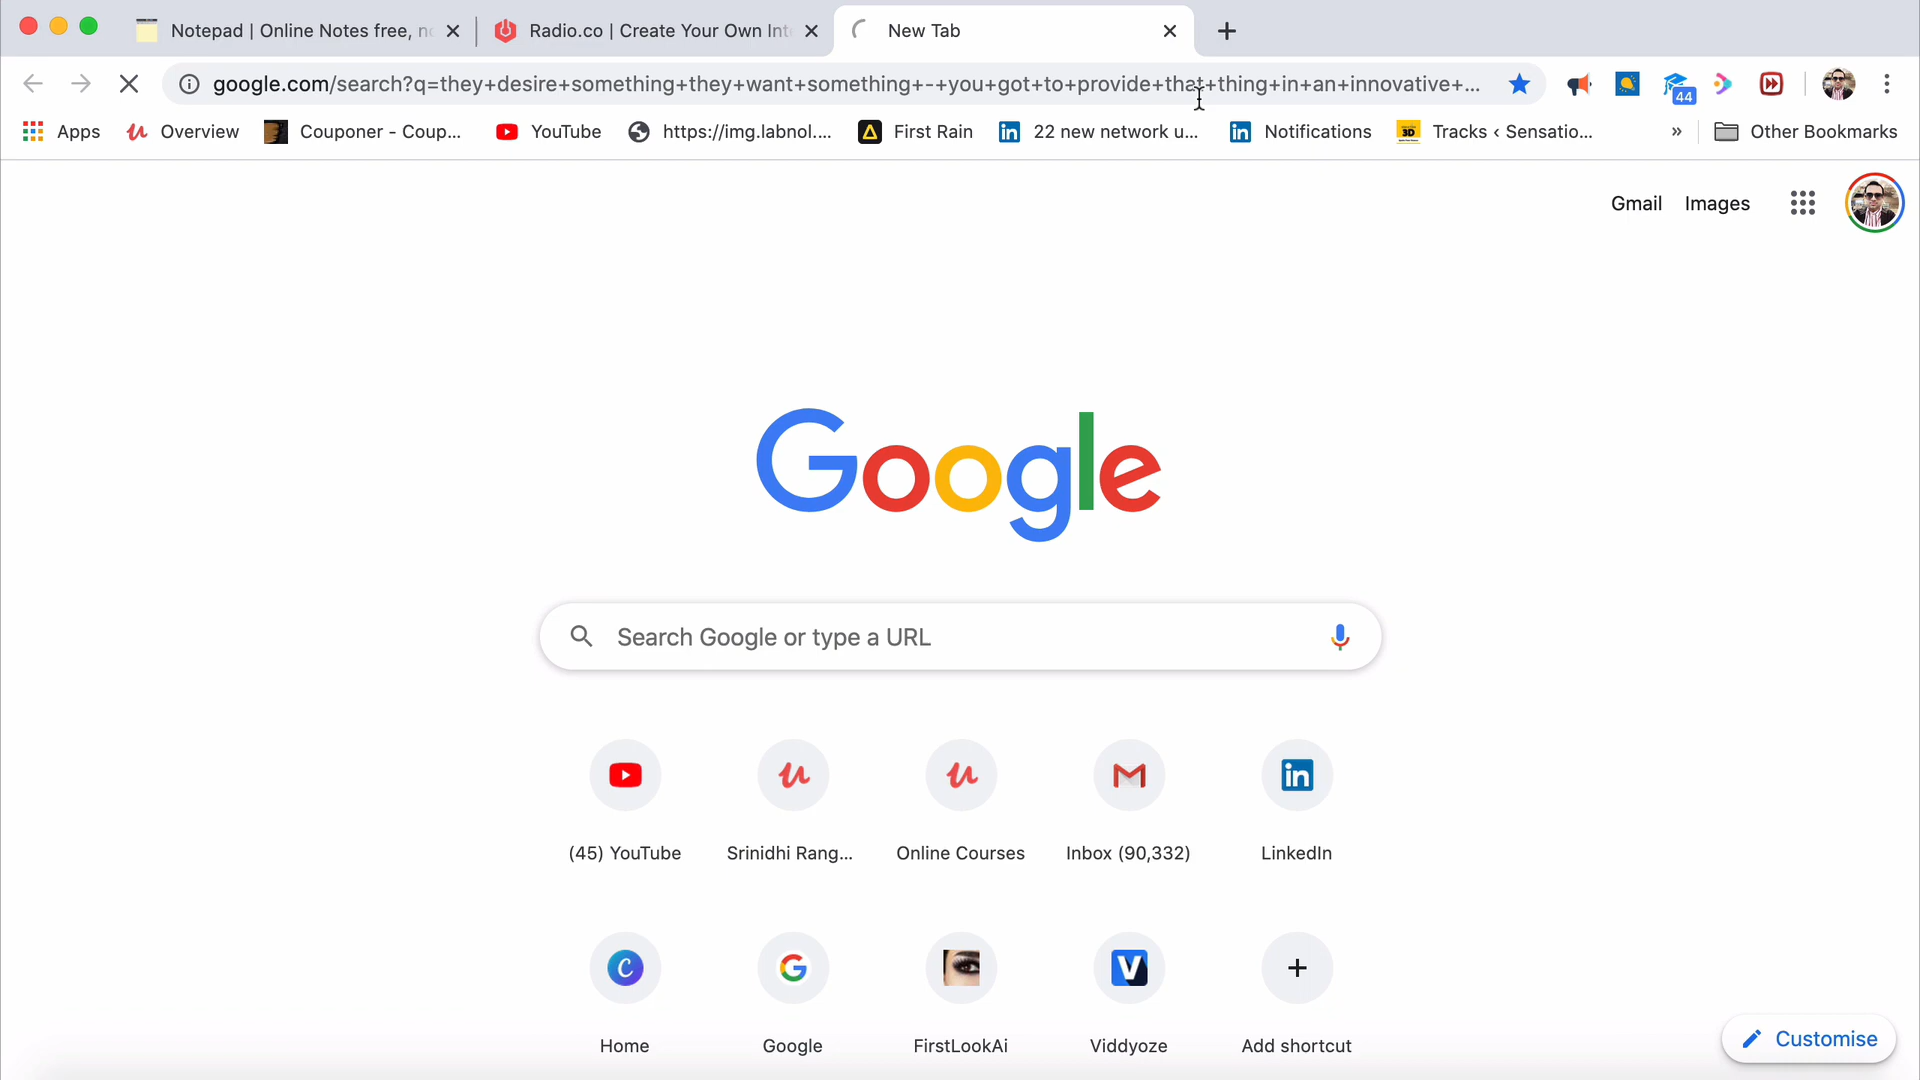 Notepad | Online Notes free, no
Radio.co | Create Your Own Inte
New Tab
google.com/search?q=they+desire+something+they+want+something+-+you+got+to+provide+that+thing+in+an+innovative+...
44
Apps
Overview
Couponer - Coup...
YouTube
https://img.labnol....
First Rain
22 new network u...
Notifications
3D
Tracks ‹ Sensatio...
»
Other Bookmarks
Gmail
Images
Google
Search Google or type a URL
(45) YouTube
Srinidhi Rang...
Online Courses
Inbox (90,332)
LinkedIn
Home
Google
FirstLookAi
Viddyoze
Add shortcut
Customise